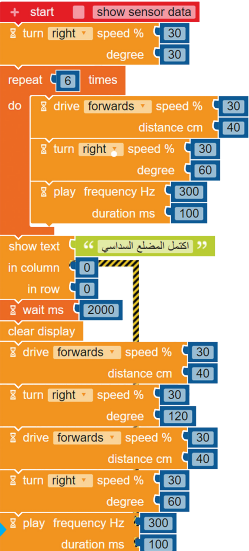 + start show sensor data
turn right speed % 30
degree 30
repeat 6 times
do drive forwards speed % 30
distance cm 40
turn right speed % 30
degree 60
play frequency Hz 300
duration ms 100
show text “ اكتمل المضلع السداسي ”
in column 0
in row 0
wait ms 2000
clear display
drive forwards speed % 30
distance cm 40
turn right speed % 30
degree 120
drive forwards speed % 30
distance cm 40
turn right speed % 30
degree 60
play frequency Hz 300
duration ms 100